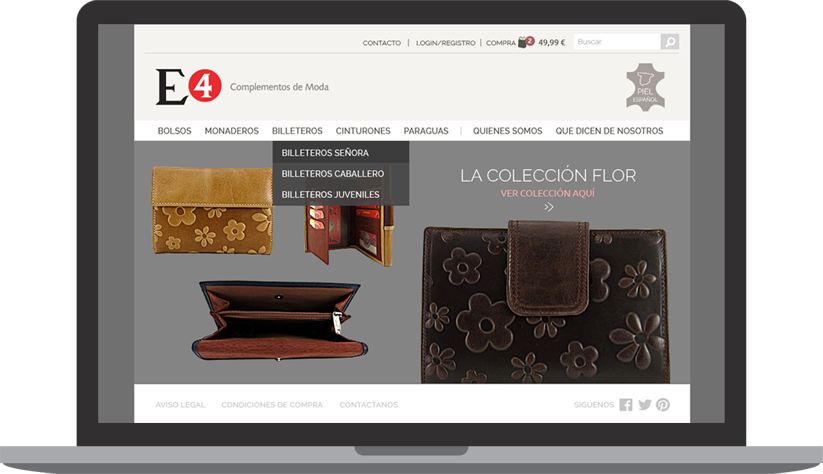 CONTACTO | LOGIN/REGISTRO | COMPRA 2 49,99 € Buscar
E4 Complementos de Moda
PIEL
ESPAÑOL
BOLSOS MONADEROS BILLETEROS CINTURONES PARAGUAS | QUIENES SOMOS QUE DICEN DE NOSOTROS
BILLETEROS SEÑORA
BILLETEROS CABALLERO
BILLETEROS JUVENILES
LA COLECCIÓN FLOR
VER COLECCIÓN AQUÍ
AVISO LEGAL CONDICIONES DE COMPRA CONTACTANOS SIGUENOS